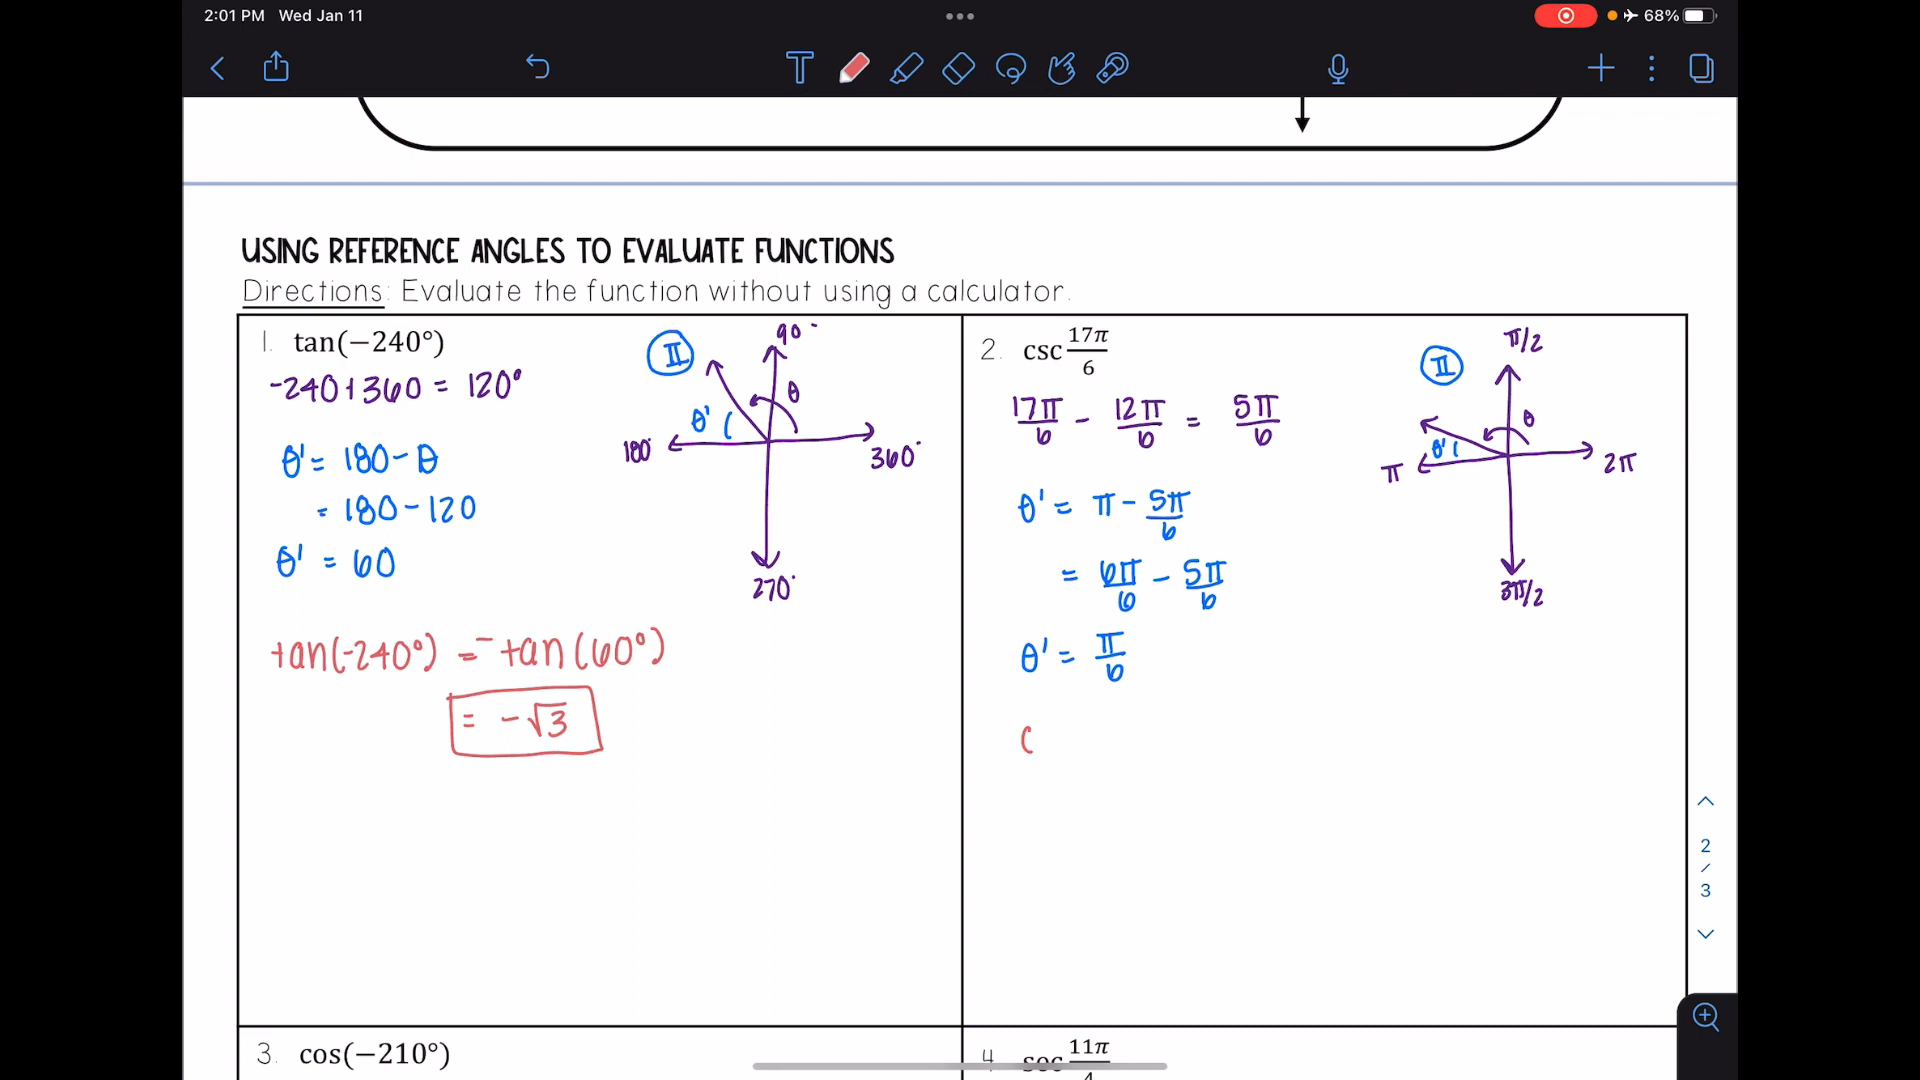 2:01 PM Wed Jan 11
68%
USING REFERENCE ANGLES TO EVALUATE FUNCTIONS
Directions: Evaluate the function without using a calculator.
1. tan(−240°)
-240+360 = 120°
θ' = 180 - θ
= 180 - 120
θ' = 60
tan(-240°) = - tan(60°)
= -√3
II
90°
θ
θ'
180°
360°
270°
2. csc 17π/6
17π/6 - 12π/6 = 5π/6
θ' = π - 5π/6
= 6π/6 - 5π/6
θ' = π/6
(
II
π/2
θ
θ'
π
2π
3π/2
2
/
3
3. cos(−210°)
4. sec 11π/4